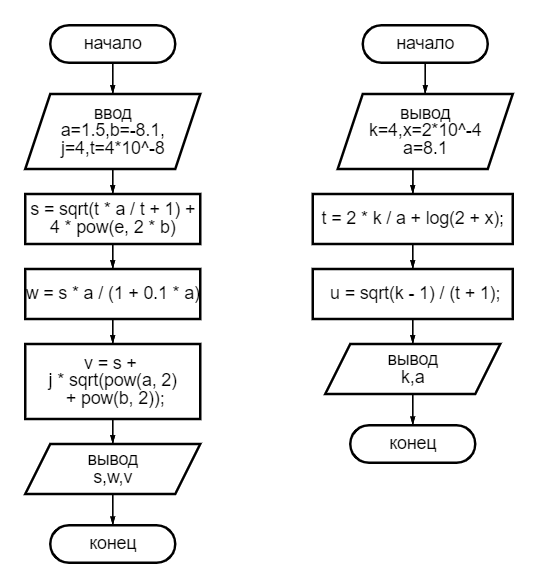 начало
ввод
a=1.5,b=-8.1,
j=4,t=4*10^-8
s = sqrt(t * a / t + 1) +
4 * pow(e, 2 * b)
w = s * a / (1 + 0.1 * a)
v = s +
j * sqrt(pow(a, 2)
+ pow(b, 2));
вывод
s,w,v
конец
начало
вывод
k=4,x=2*10^-4
a=8.1
t = 2 * k / a + log(2 + x);
u = sqrt(k - 1) / (t + 1);
вывод
k,a
конец